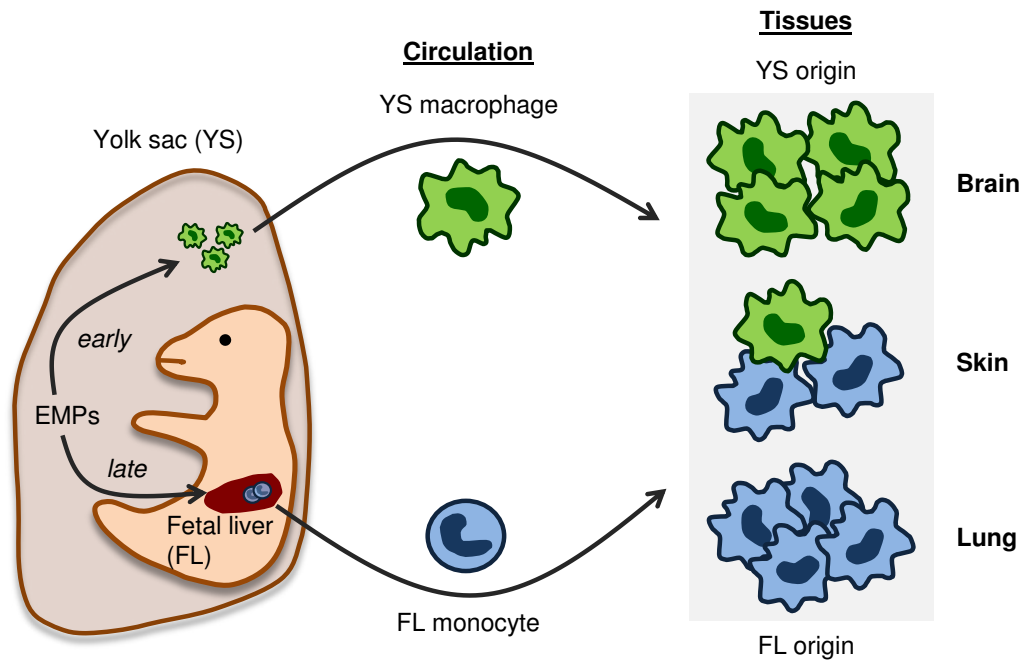 Tissues
Circulation
YS origin
YS macrophage
Yolk sac (YS)
Brain
early
Skin
EMPs
late
Fetal liver
(FL)
Lung
FL monocyte
FL origin